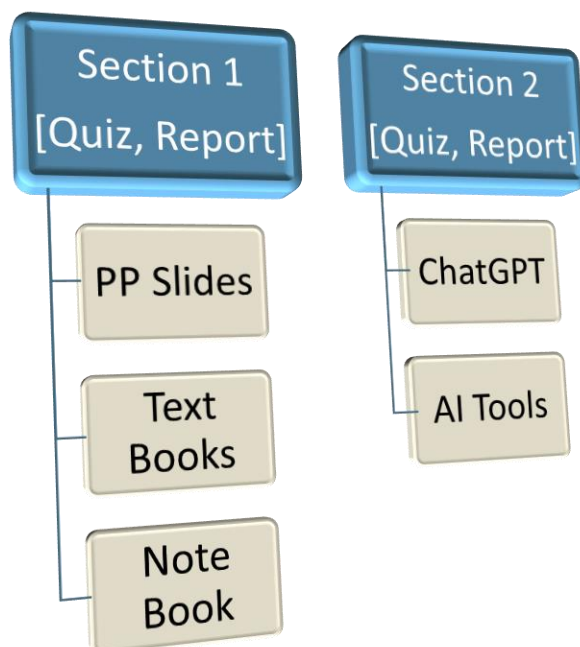 Section 1
[Quiz, Report]
PP Slides
Text
Books
Note
Book
Section 2
[Quiz, Report]
ChatGPT
AI Tools